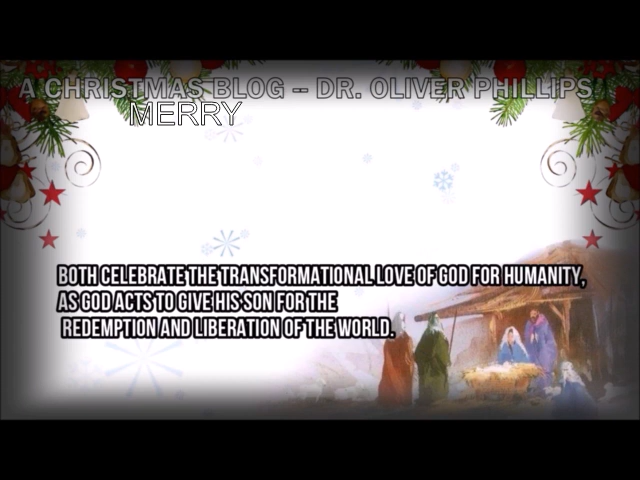 A CHRISTMAS BLOG -- DR. OLIVER PHILLIPS
MERRY
BOTH CELEBRATE THE TRANSFORMATIONAL LOVE OF GOD FOR HUMANITY,
AS GOD ACTS TO GIVE HIS SON FOR THE
REDEMPTION AND LIBERATION OF THE WORLD.